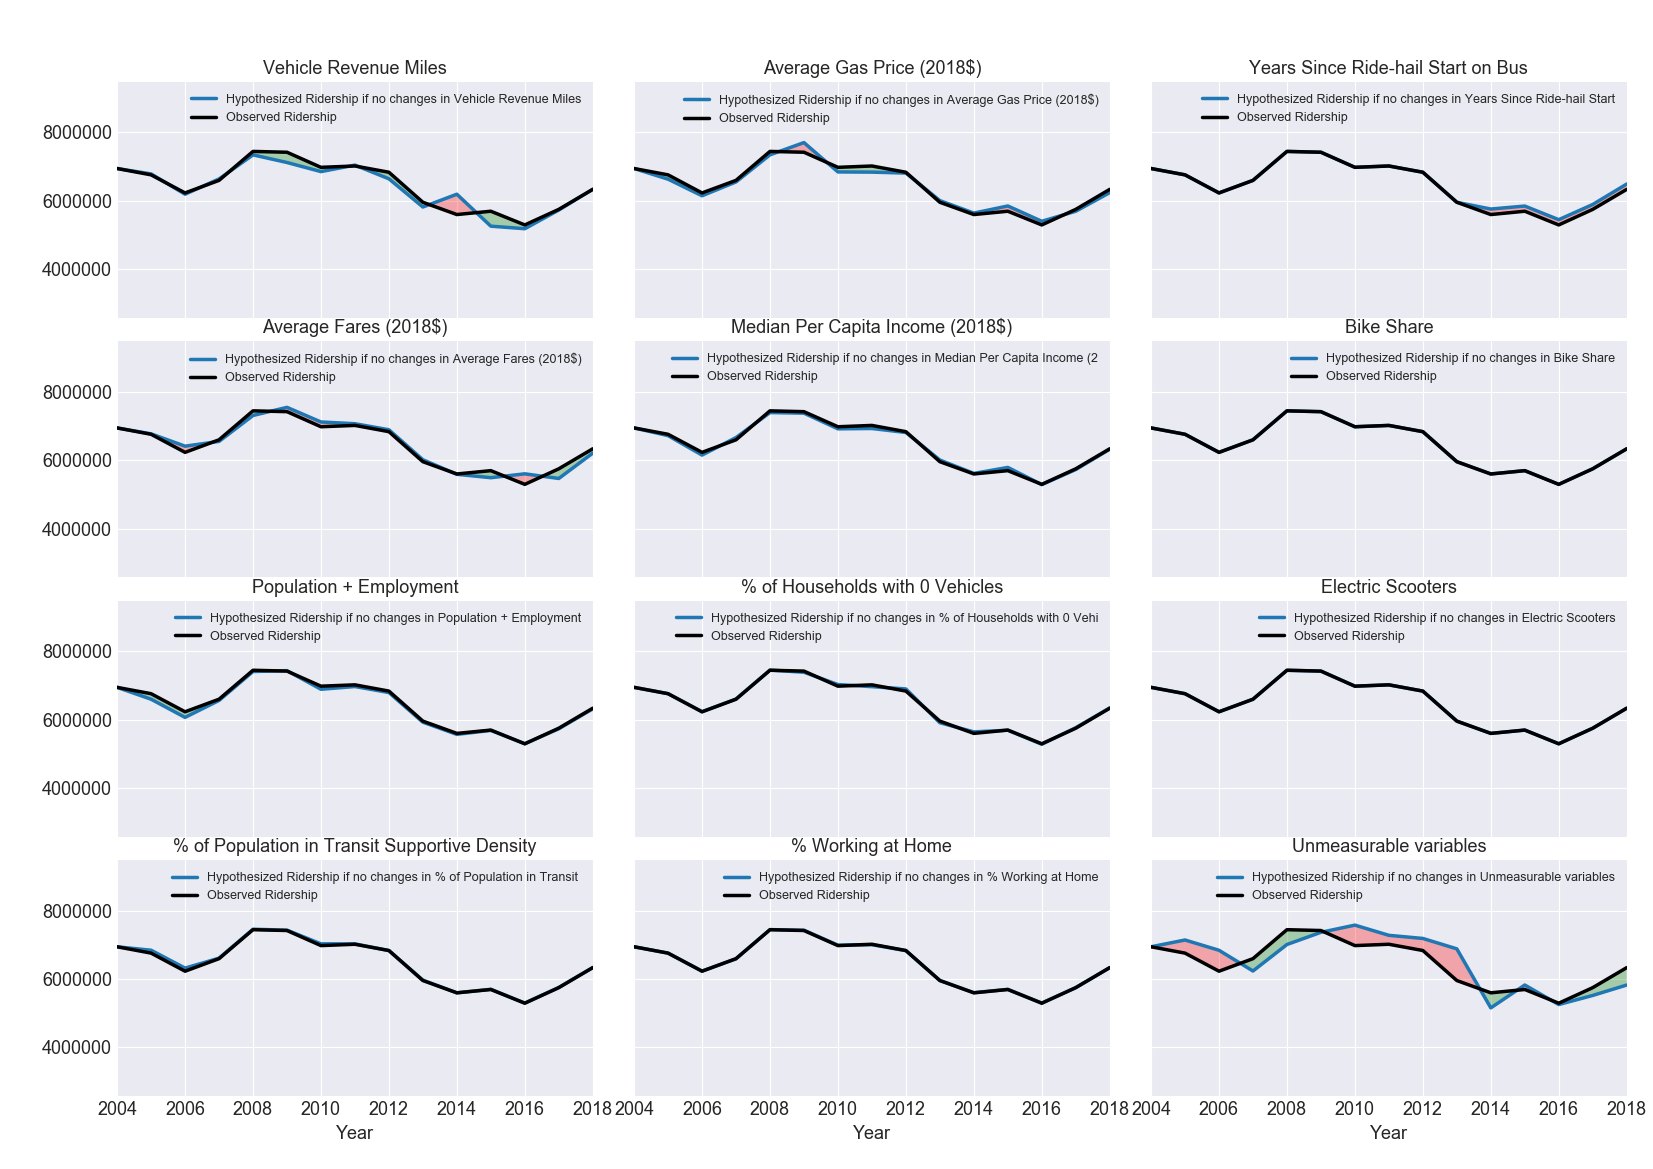 Vehicle Revenue Miles
Hypothesized Ridership if no changes in Vehicle Revenue Miles
Observed Ridership
8000000
6000000
4000000
Average Gas Price (2018$)
Hypothesized Ridership if no changes in Average Gas Price (2018$)
Observed Ridership
Years Since Ride-hail Start on Bus
Hypothesized Ridership if no changes in Years Since Ride-hail Start
Observed Ridership
Average Fares (2018$)
Hypothesized Ridership if no changes in Average Fares (2018$)
Observed Ridership
8000000
6000000
4000000
Median Per Capita Income (2018$)
Hypothesized Ridership if no changes in Median Per Capita Income (2
Observed Ridership
Bike Share
Hypothesized Ridership if no changes in Bike Share
Observed Ridership
Population + Employment
Hypothesized Ridership if no changes in Population + Employment
Observed Ridership
8000000
6000000
4000000
% of Households with 0 Vehicles
Hypothesized Ridership if no changes in % of Households with 0 Vehi
Observed Ridership
Electric Scooters
Hypothesized Ridership if no changes in Electric Scooters
Observed Ridership
% of Population in Transit Supportive Density
Hypothesized Ridership if no changes in % of Population in Transit
Observed Ridership
8000000
6000000
4000000
2004 2006 2008 2010 2012 2014 2016 2018
Year
% Working at Home
Hypothesized Ridership if no changes in % Working at Home
Observed Ridership
2004 2006 2008 2010 2012 2014 2016 2018
Year
Unmeasurable variables
Hypothesized Ridership if no changes in Unmeasurable variables
Observed Ridership
2004 2006 2008 2010 2012 2014 2016 2018
Year